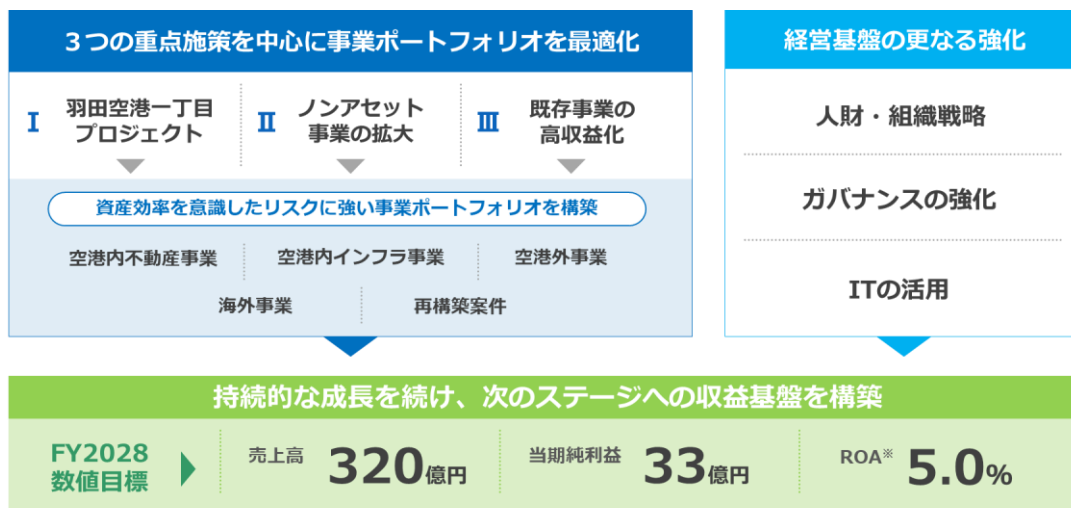 3つの重点施策を中心に事業ポートフォリオを最適化
I 羽田空港一丁目
プロジェクト
II ノンアセット
事業の拡大
III 既存事業の
高収益化
資産効率を意識したリスクに強い事業ポートフォリオを構築
空港内不動産事業 空港内インフラ事業 空港外事業
海外事業 再構築案件
経営基盤の更なる強化
人財・組織戦略
ガバナンスの強化
ITの活用
持続的な成長を続け、次のステージへの収益基盤を構築
FY2028
数値目標
売上高 320億円
当期純利益 33億円
ROA※ 5.0%